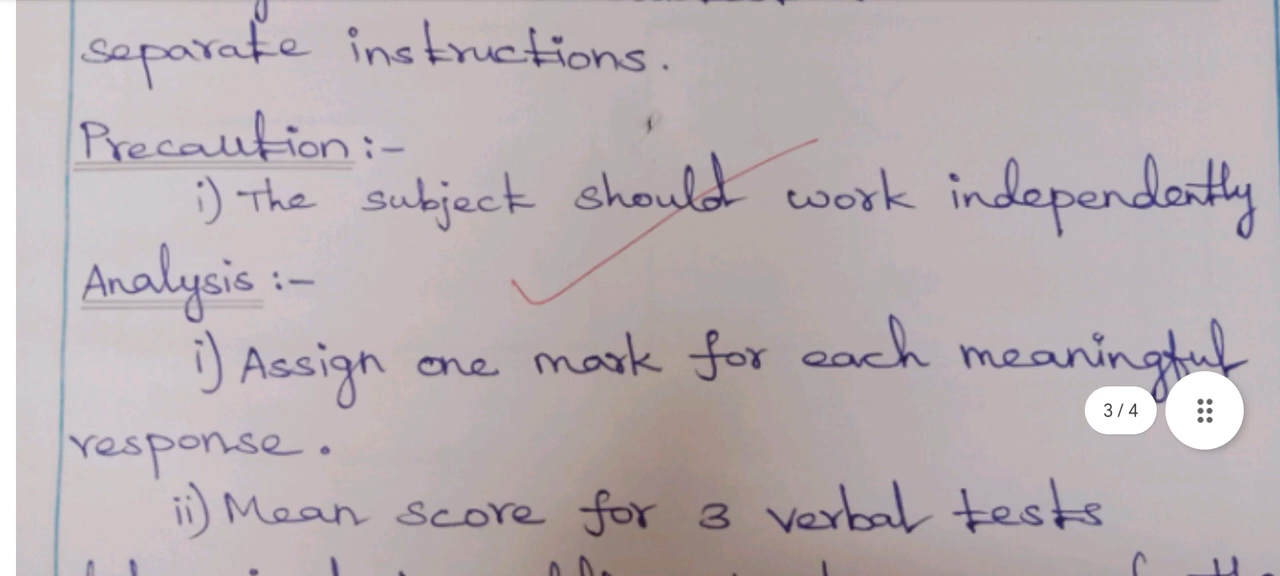 separate instructions.
Precaution :-
i) The subject should work independently
Analysis :-
i) Assign one mark for each meaningful
3 / 4
response.
ii) Mean score for 3 verbal tests